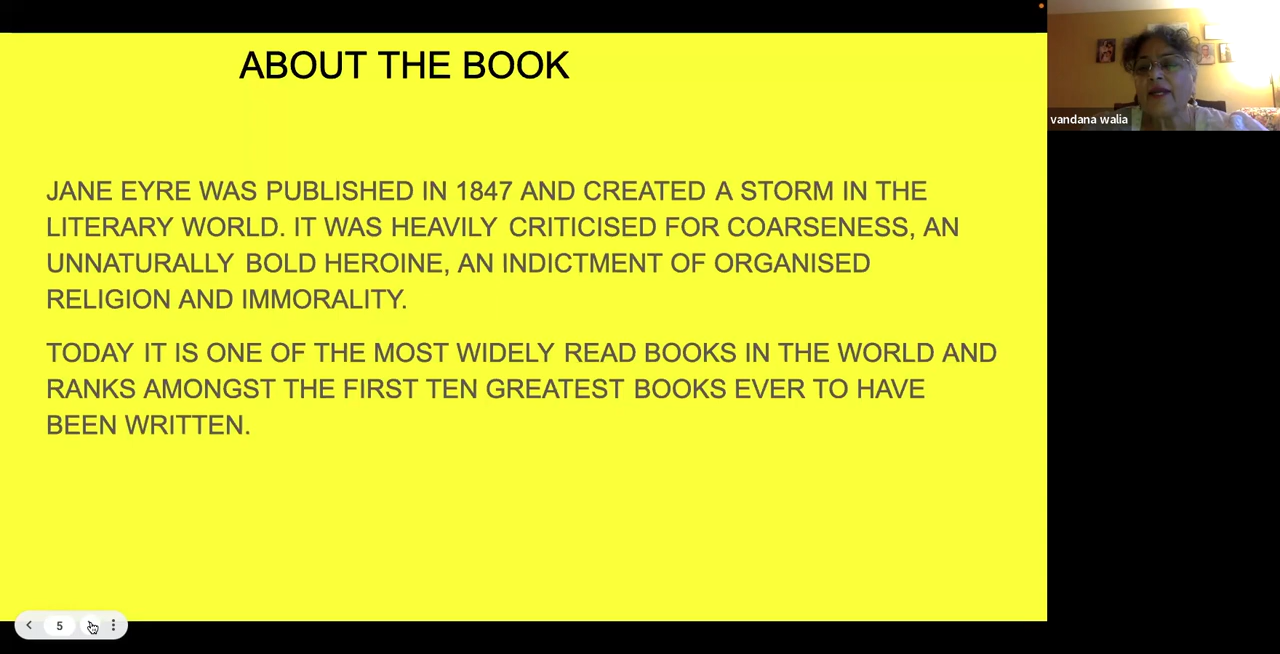 ABOUT THE BOOK
vandana walia
JANE EYRE WAS PUBLISHED IN 1847 AND CREATED A STORM IN THE
LITERARY WORLD. IT WAS HEAVILY CRITICISED FOR COARSENESS, AN
UNNATURALLY BOLD HEROINE, AN INDICTMENT OF ORGANISED
RELIGION AND IMMORALITY.
TODAY IT IS ONE OF THE MOST WIDELY READ BOOKS IN THE WORLD AND
RANKS AMONGST THE FIRST TEN GREATEST BOOKS EVER TO HAVE
BEEN WRITTEN.
5